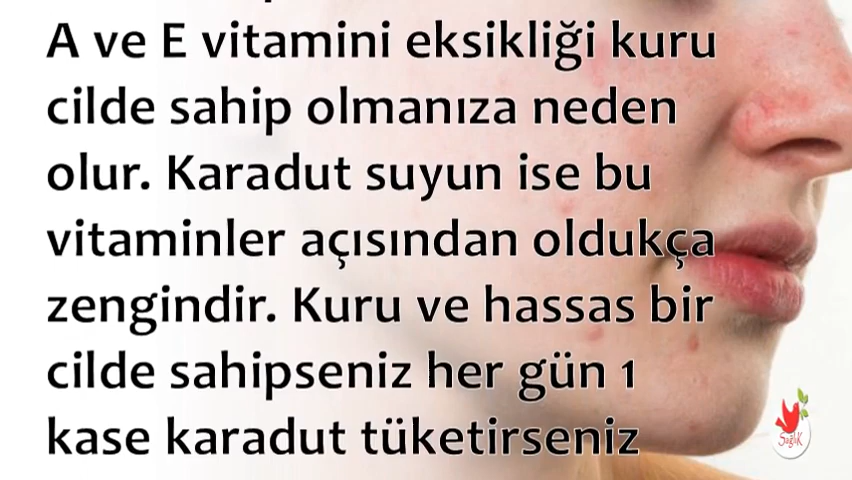 A ve E vitamini eksikliği kuru
cilde sahip olmanıza neden
olur. Karadut suyun ise bu
vitaminler açısından oldukça
zengindir. Kuru ve hassas bir
cilde sahipseniz her gün 1
kase karadut tüketirseniz
Sağlık